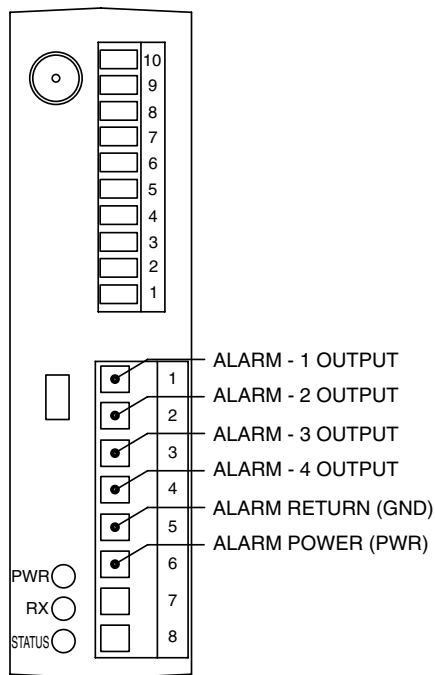 10
9
8
7
6
5
4
3
2
1
1 ALARM - 1 OUTPUT
2 ALARM - 2 OUTPUT
3 ALARM - 3 OUTPUT
4 ALARM - 4 OUTPUT
5 ALARM RETURN (GND)
6 ALARM POWER (PWR)
PWR
7
RX
8
STATUS